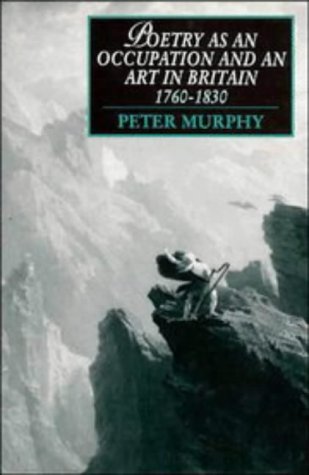 POETRY AS AN
OCCUPATION AND AN
ART IN BRITAIN
1760-1830
PETER MURPHY